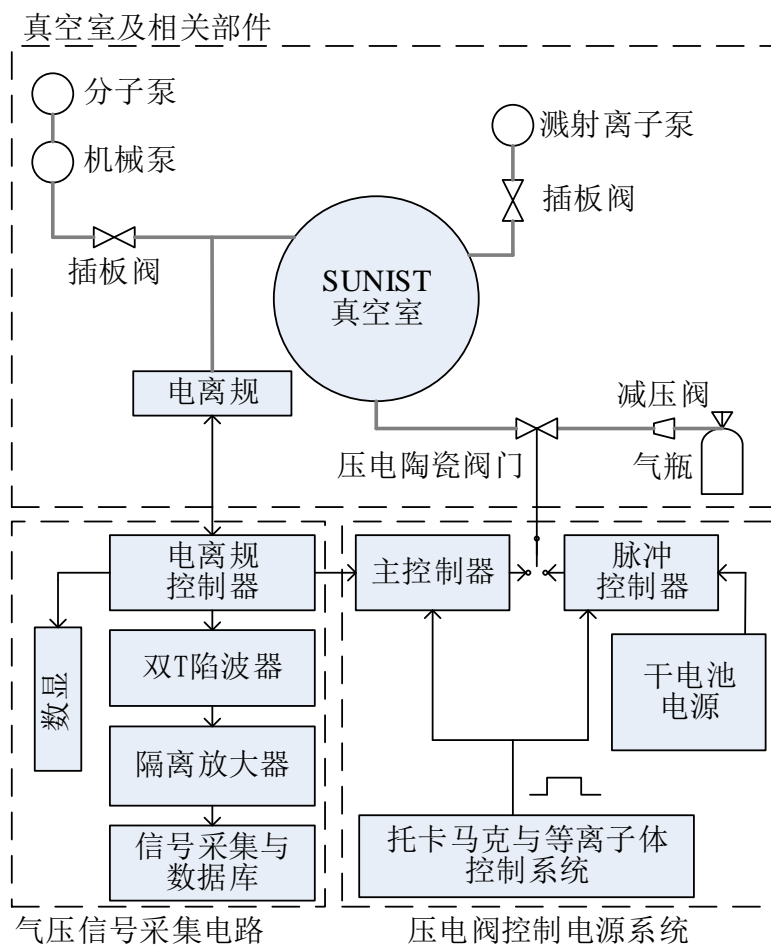 真空室及相关部件
分子泵
机械泵
插板阀
溅射离子泵
插板阀
SUNIST
真空室
电离规
减压阀
压电陶瓷阀门
气瓶
电离规
控制器
主控制器
脉冲
控制器
数显
双T陷波器
干电池
电源
隔离放大器
信号采集与
数据库
托卡马克与等离子体
控制系统
气压信号采集电路
压电阀控制电源系统